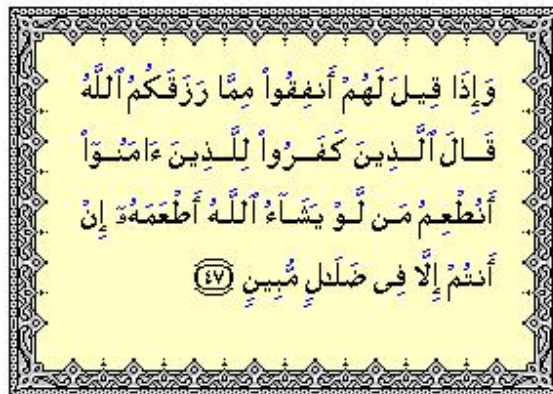 وَإِذَا قِيلَ لَهُمْ أَنفِقُوا۟ مِمَّا رَزَقَكُمُ ٱللَّهُ
قَالَ ٱلَّذِينَ كَفَرُوا۟ لِلَّذِينَ ءَامَنُوٓا۟
أَنُطْعِمُ مَن لَّوْ يَشَآءُ ٱللَّهُ أَطْعَمَهُۥٓ إِنْ
أَنتُمْ إِلَّا فِى ضَلَـٰلٍ مُّبِينٍ ٤٧